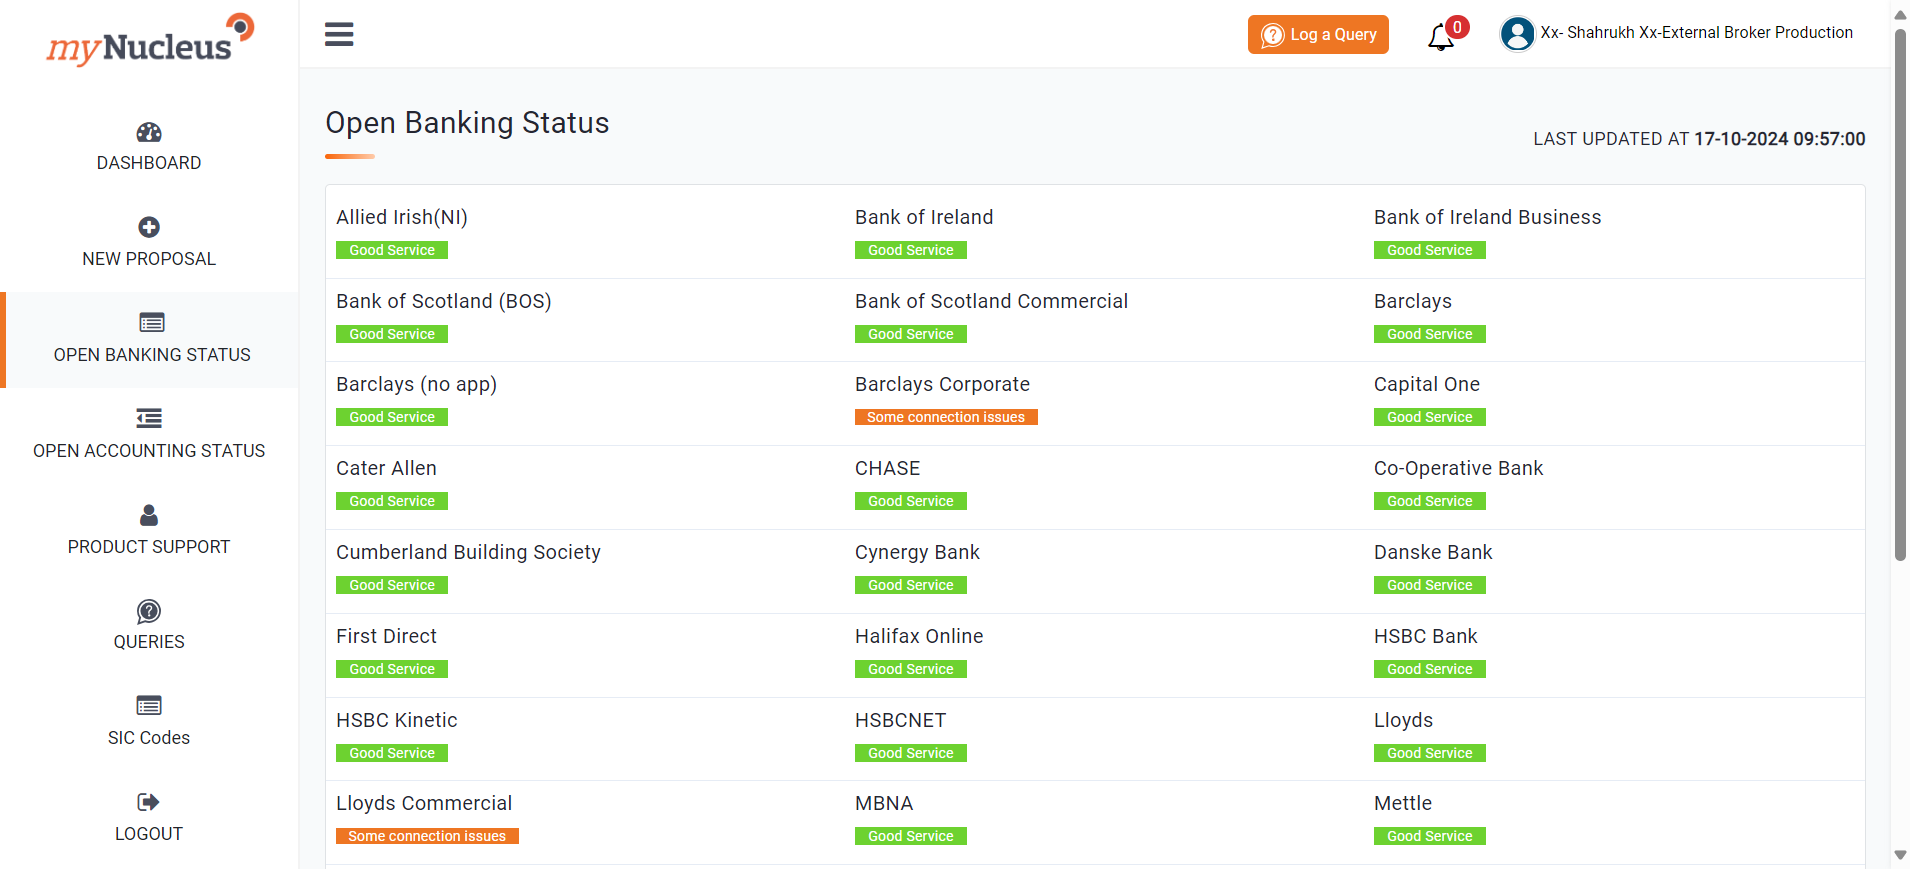 myNucleus
Log a Query
0
Xx- Shahrukh Xx-External Broker Production
DASHBOARD
NEW PROPOSAL
OPEN BANKING STATUS
OPEN ACCOUNTING STATUS
PRODUCT SUPPORT
QUERIES
SIC Codes
LOGOUT
Open Banking Status
LAST UPDATED AT 17-10-2024 09:57:00
Allied Irish(NI)
Good Service
Bank of Ireland
Good Service
Bank of Ireland Business
Good Service
Bank of Scotland (BOS)
Good Service
Bank of Scotland Commercial
Good Service
Barclays
Good Service
Barclays (no app)
Good Service
Barclays Corporate
Some connection issues
Capital One
Good Service
Cater Allen
Good Service
CHASE
Good Service
Co-Operative Bank
Good Service
Cumberland Building Society
Good Service
Cynergy Bank
Good Service
Danske Bank
Good Service
First Direct
Good Service
Halifax Online
Good Service
HSBC Bank
Good Service
HSBC Kinetic
Good Service
HSBCNET
Good Service
Lloyds
Good Service
Lloyds Commercial
Some connection issues
MBNA
Good Service
Mettle
Good Service